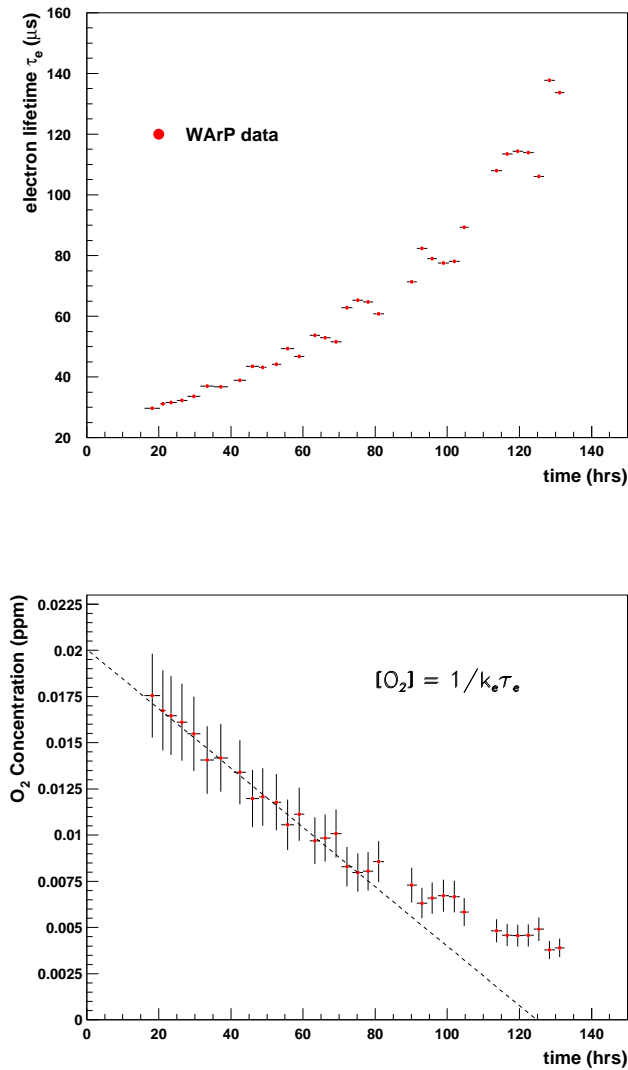 electron lifetime τe (μs)
160
140
120
100
80
60
40
20
WArP data
0 20 40 60 80 100 120 140
time (hrs)
O2 Concentration (ppm)
0.0225
0.02
0.0175
0.015
0.0125
0.01
0.0075
0.005
0.0025
0
[O2] = 1/keτe
0 20 40 60 80 100 120 140
time (hrs)